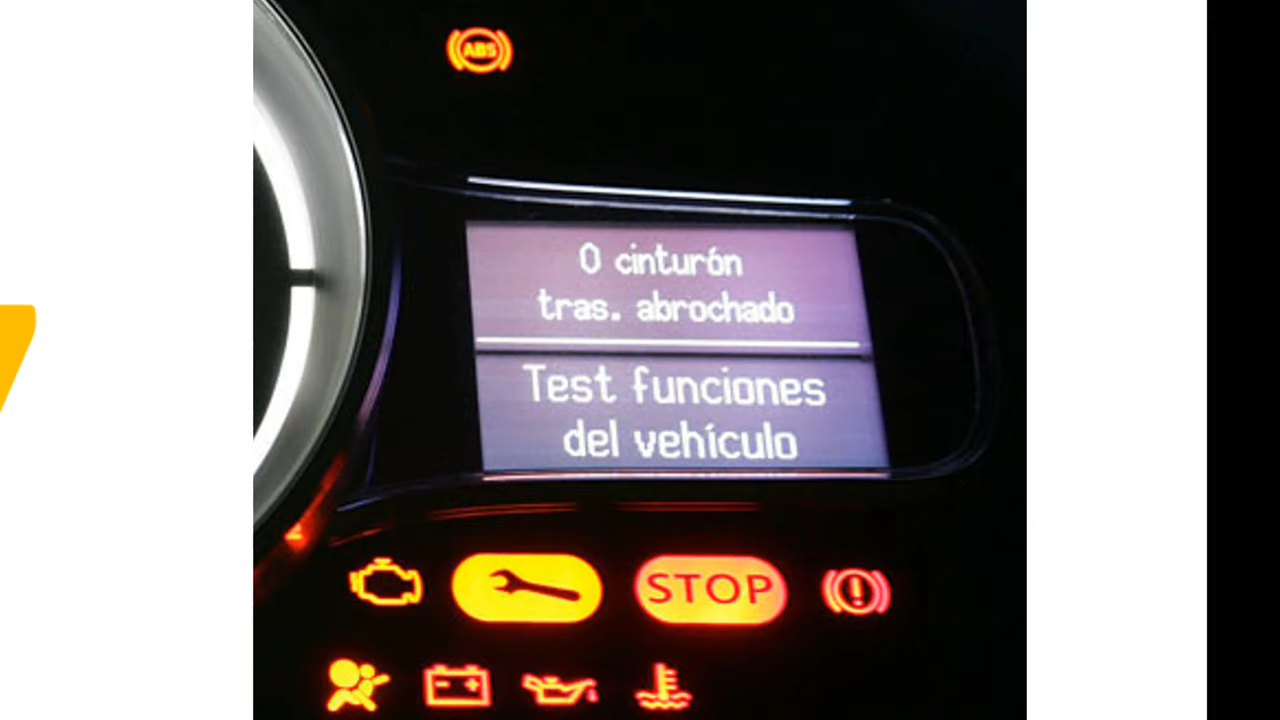 ABS
0 cinturón
tras. abrochado
Test funciones
del vehículo
STOP